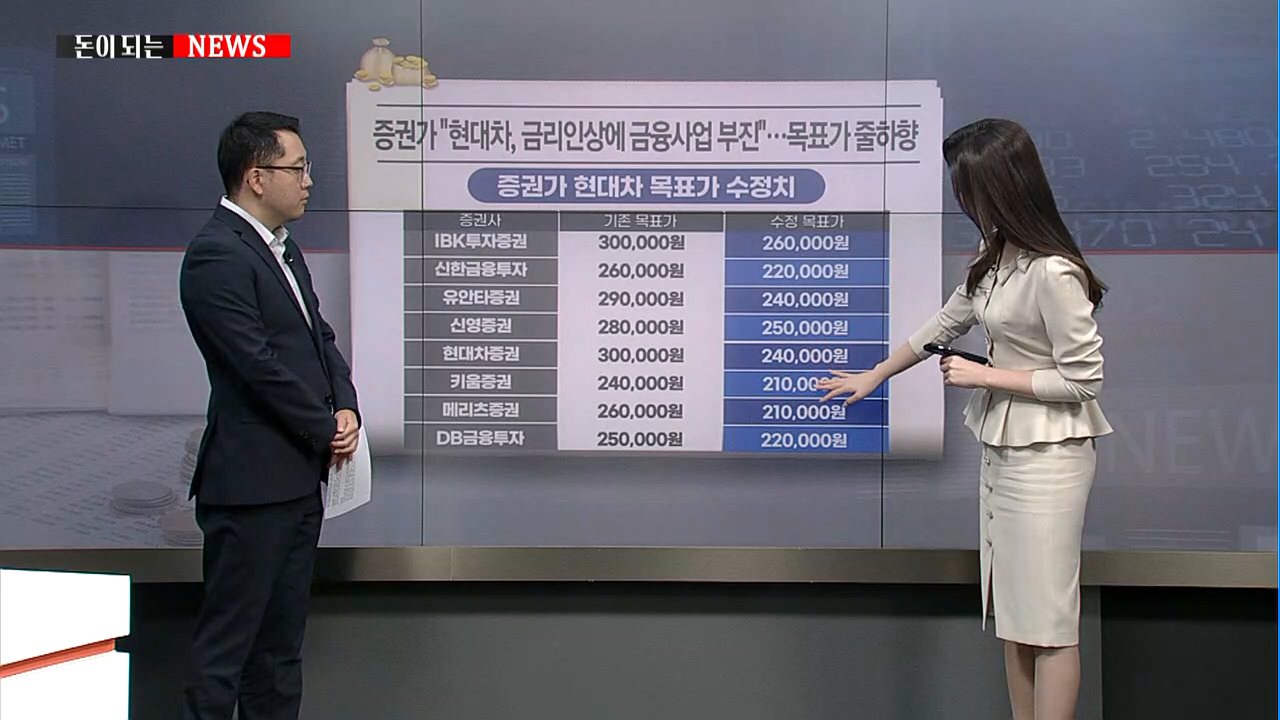 돈이 되는 NEWS
증권가 "현대차, 금리인상에 금융사업 부진"…목표가 줄하향
증권가 현대차 목표가 수정치
증권사 기존 목표가 수정 목표가
IBK투자증권 300,000원 260,000원
신한금융투자 260,000원 220,000원
유안타증권 290,000원 240,000원
신영증권 280,000원 250,000원
현대차증권 300,000원 240,000원
키움증권 240,000원 210,00
메리츠증권 260,000원 210,000원
DB금융투자 250,000원 220,000원
254
324
24
NEW